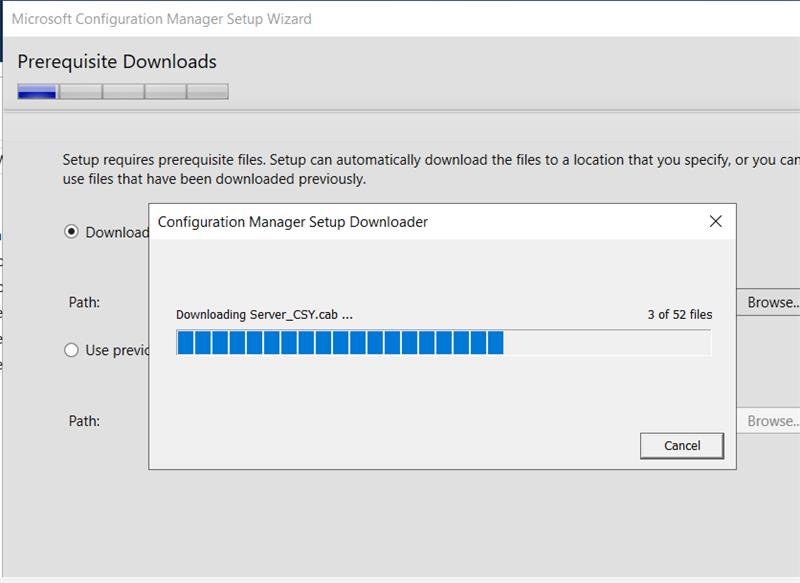 Microsoft Configuration Manager Setup Wizard
Prerequisite Downloads
Setup requires prerequisite files. Setup can automatically download the files to a location that you specify, or you can
use files that have been downloaded previously.
Configuration Manager Setup Downloader
Download
Downloading Server_CSY.cab ...
3 of 52 files
Path:
Browse..
Use previo
Path:
Browse..
Cancel